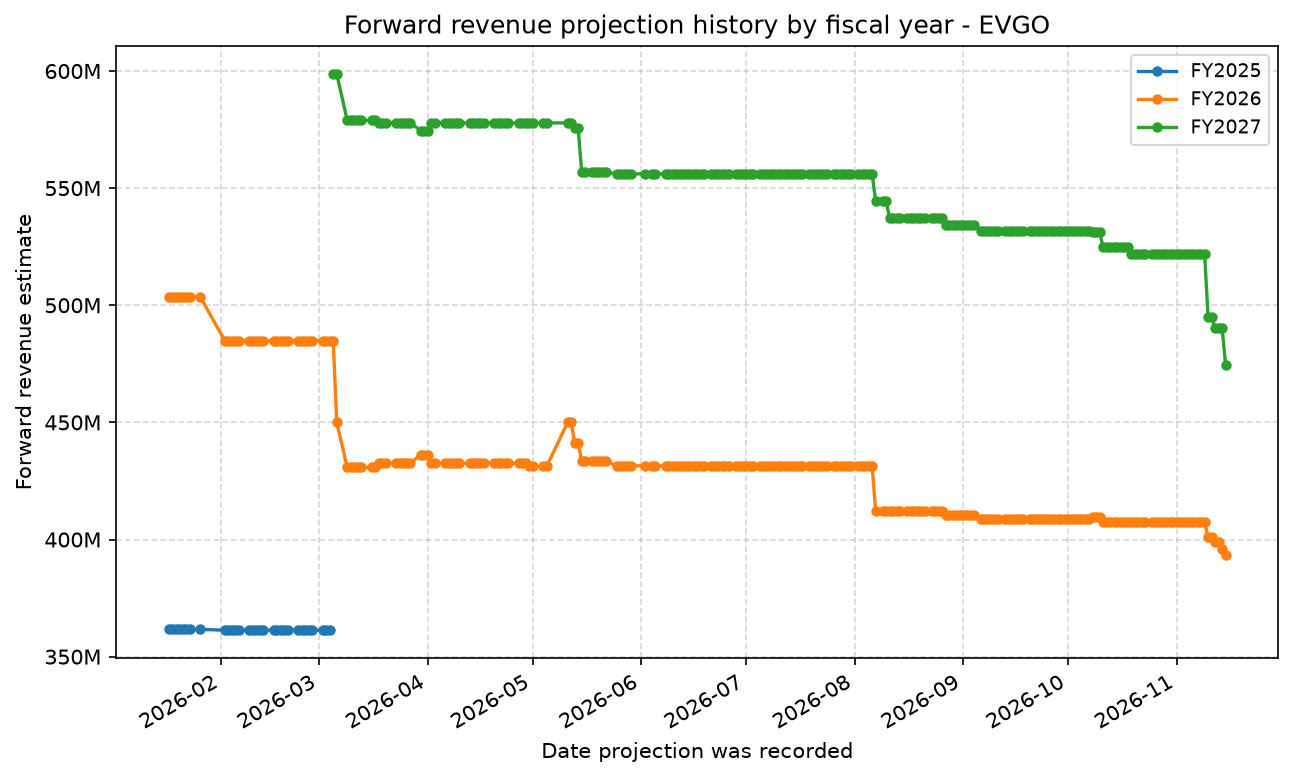 Forward revenue projection history by fiscal year - EVGO
FY2025
FY2026
FY2027
Forward revenue estimate
600M
550M
500M
450M
400M
350M
2026-02
2026-03
2026-04
2026-05
2026-06
2026-07
2026-08
2026-09
2026-10
2026-11
Date projection was recorded